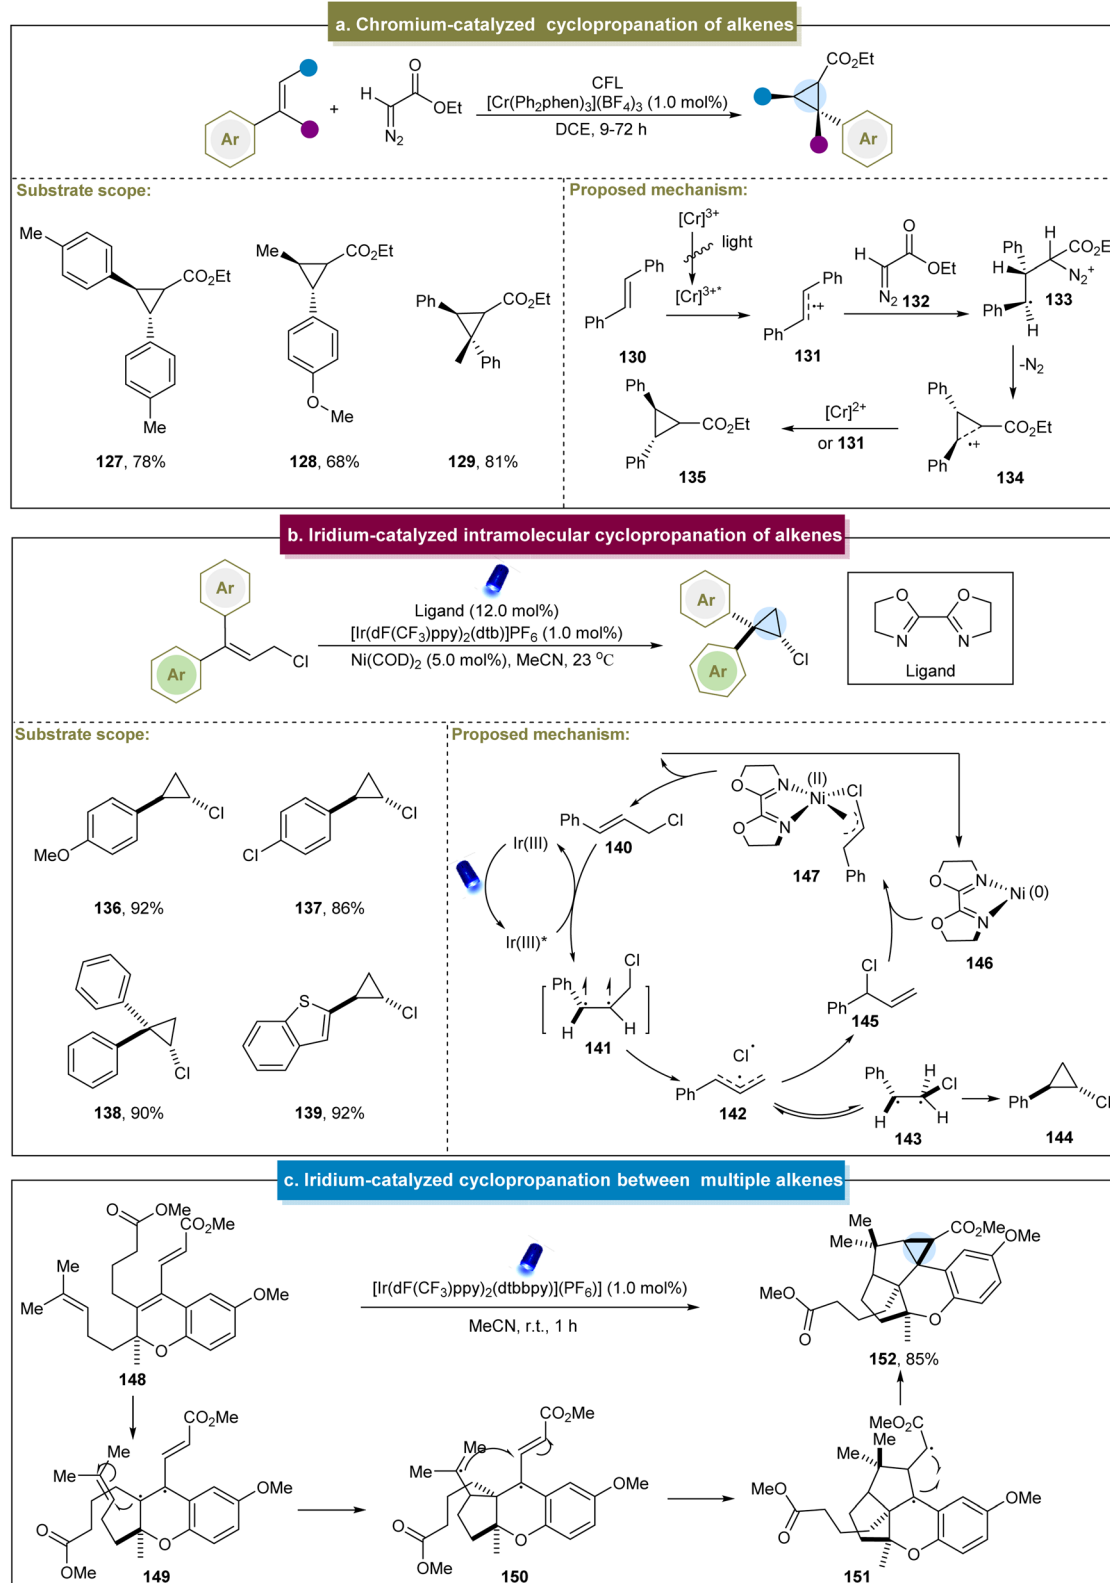 a. Chromium-catalyzed cyclopropanation of alkenes
Ar
+
H
N2
O
OEt
CFL
[Cr(Ph2phen)3](BF4)3 (1.0 mol%)
DCE, 9-72 h
CO2Et
Ar
Substrate scope:
Me
CO2Et
Me
127, 78%
Me
CO2Et
O
Me
128, 68%
Ph
CO2Et
Ph
129, 81%
Proposed mechanism:
[Cr]3+
light
[Cr]3+*
Ph
Ph
130
Ph
Ph
•+
131
H
N2
O
OEt
132
H
Ph
CO2E
H
N2+
Ph
H
133
-N2
Ph
CO2Et
Ph
•+
134
[Cr]2+
or 131
Ph
CO2Et
Ph
135
b. Iridium-catalyzed intramolecular cyclopropanation of alkenes
Ar
Ar
Cl
Ligand (12.0 mol%)
[Ir(dF(CF3)ppy)2(dtb)]PF6 (1.0 mol%)
Ni(COD)2 (5.0 mol%), MeCN, 23 °C
Ar
Ar
Cl
O
O
N
N
Ligand
Substrate scope:
MeO
Cl
136, 92%
Cl
Cl
137, 86%
Cl
138, 90%
S
Cl
139, 92%
Proposed mechanism:
Ir(III)
Ir(III)*
Ph
Cl
140
Cl
Ph
H
H
141
Cl•
Ph
142
Ph
H
Cl
H
H
143
Ph
Cl
144
Cl
Ph
145
O
N
O
N
Ni(0)
146
(II)
O
N
Ni
Cl
O
N
Ph
147
c. Iridium-catalyzed cyclopropanation between multiple alkenes
O
OMe
CO2Me
Me
Me
OMe
O
148
[Ir(dF(CF3)ppy)2(dtbbpy)](PF6)] (1.0 mol%)
MeCN, r.t., 1 h
Me
Me
CO2Me
OMe
MeO
O
O
152, 85%
CO2Me
Me
Me
OMe
O
O
OMe
149
CO2Me
Me
Me
OMe
O
O
OMe
150
MeO2C
Me
Me
OMe
MeO
O
O
151